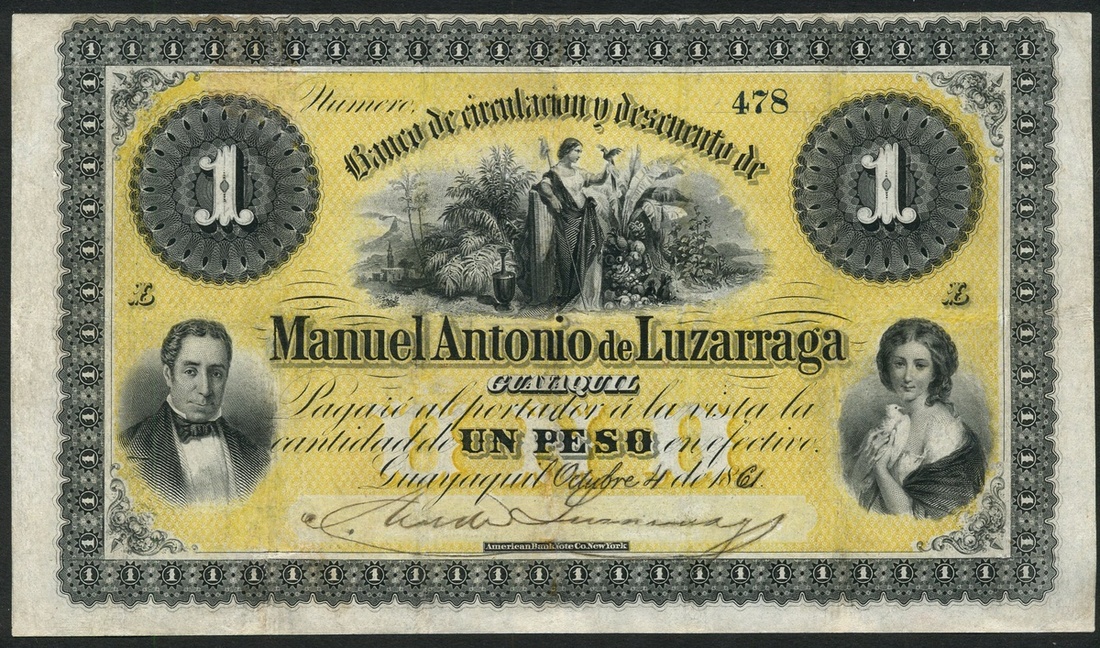 Numero, 478
Banco de circulacion y descuento de
1 1
Æ Æ
Manuel Antonio de Luzarraga
GUAYAQUIL
Pagaré al portador à la vista la
cantidad de UN PESO en efectivo.
Guayaquil Octubre 4 de 1861
American Bank Note Co. New York